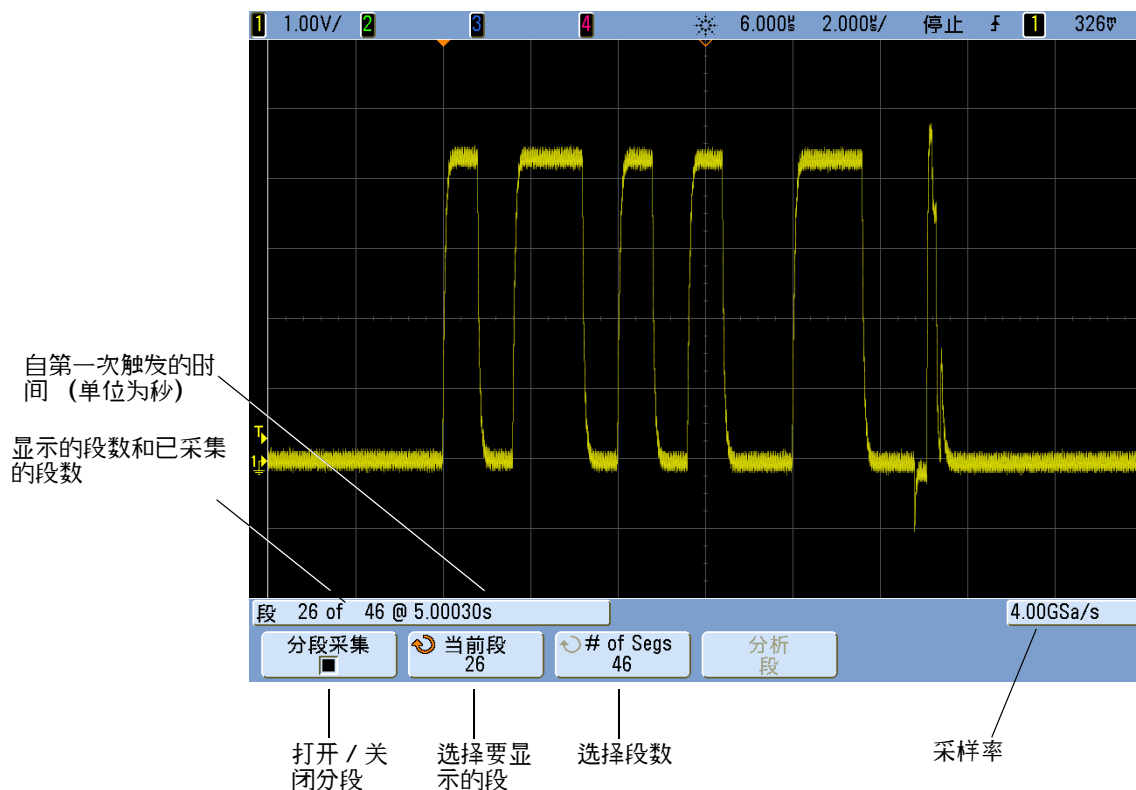 1 1.00V/ 2 3 4 6.000µs 2.000µs/ 停止 1 326mV
自第一次触发的时
间 (单位为秒)
T
显示的段数和已采集
的段数
1
段 26 of 46 @ 5.00030s 4.00GSa/s
分段采集 当前段 # of Segs 分析
26 46 段
打开 / 关 选择要显 选择段数 采样率
闭分段 示的段